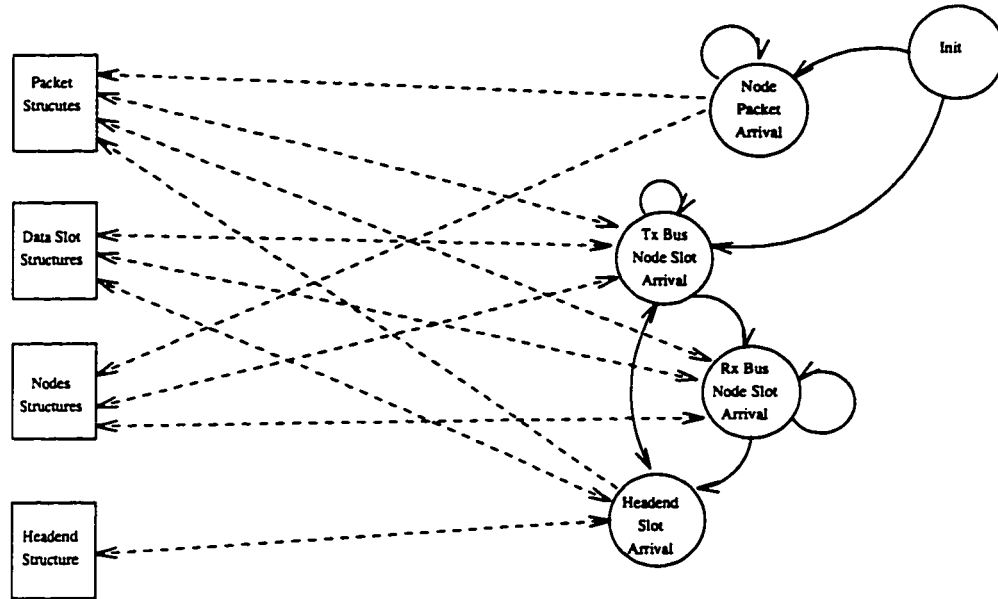 Packet
Strucutes
Data Slot
Structures
Nodes
Structures
Headend
Structure
Init
Node
Packet
Arrival
Tx Bus
Node Slot
Arrival
Rx Bus
Node Slot
Arrival
Headend
Slot
Arrival